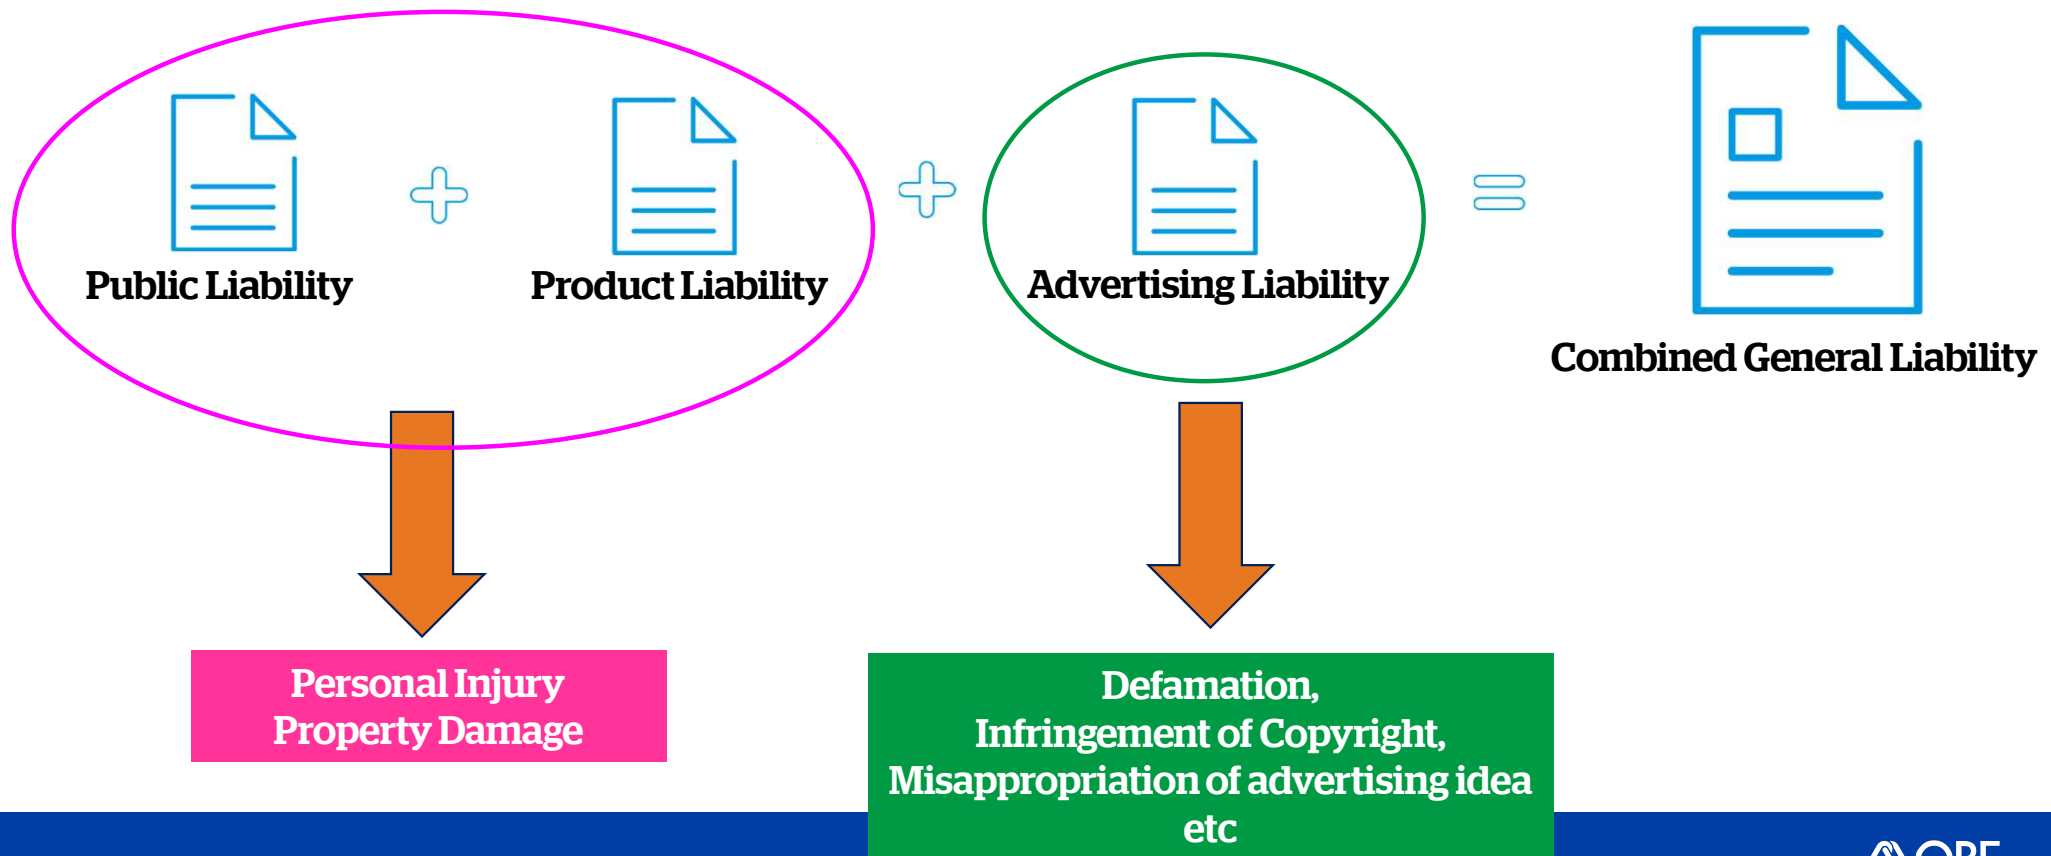 Public Liability
Product Liability
Advertising Liability
Combined General Liability
Personal Injury
Property Damage
Defamation,
Infringement of Copyright,
Misappropriation of advertising idea
etc
QBE